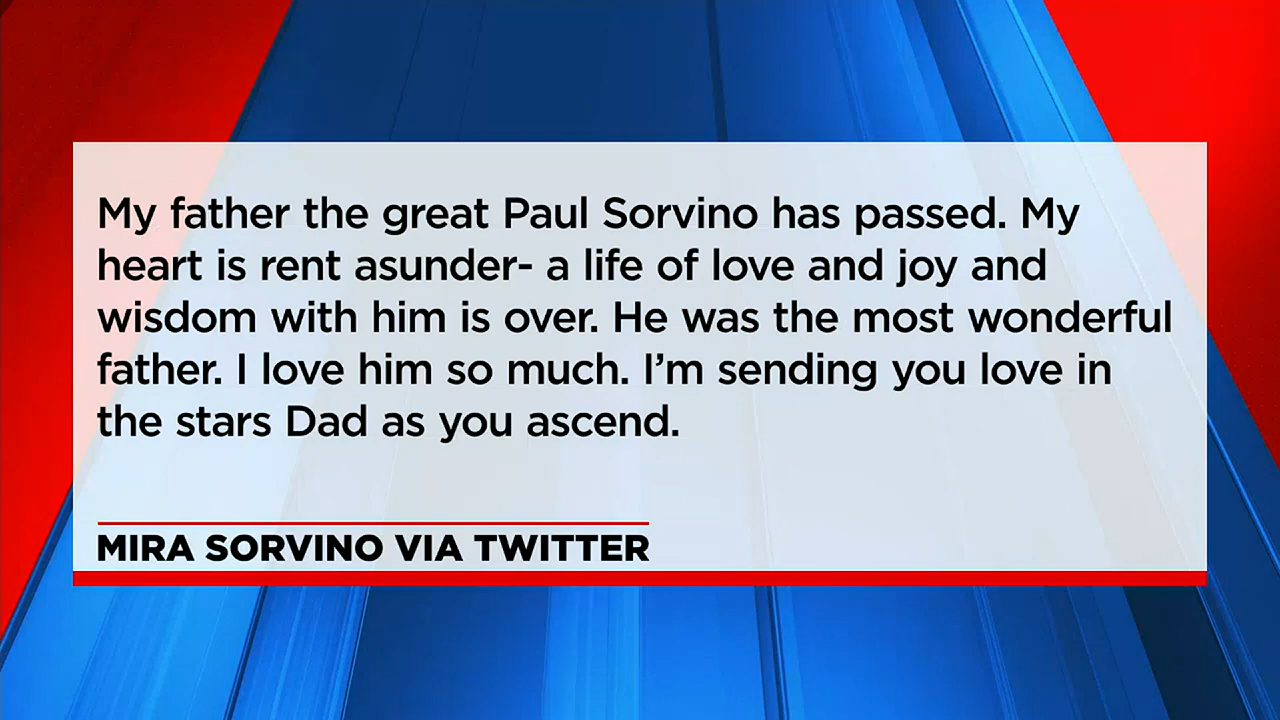 My father the great Paul Sorvino has passed. My
heart is rent asunder- a life of love and joy and
wisdom with him is over. He was the most wonderful
father. I love him so much. I’m sending you love in
the stars Dad as you ascend.
MIRA SORVINO VIA TWITTER